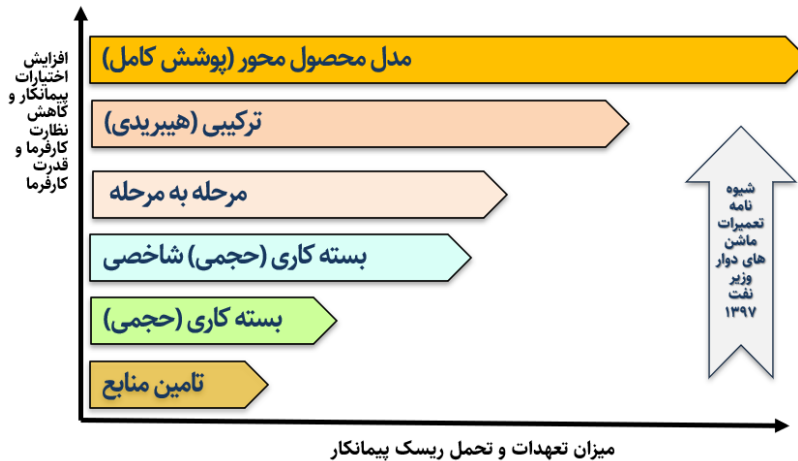 افزایش
اختیارات
پیمانکار و
کاهش
نظارت
کارفرما و
قدرت
کارفرما
مدل محصول محور (پوشش کامل)
ترکیبی (هیبریدی)
مرحله به مرحله
بسته کاری (حجمی) شاخصی
بسته کاری (حجمی)
تامین منابع
شیوه
نامه
تعمیرات
ماشن
های دوار
وزیر
نفت
۱۳۹۷
میزان تعهدات و تحمل ریسک پیمانکار